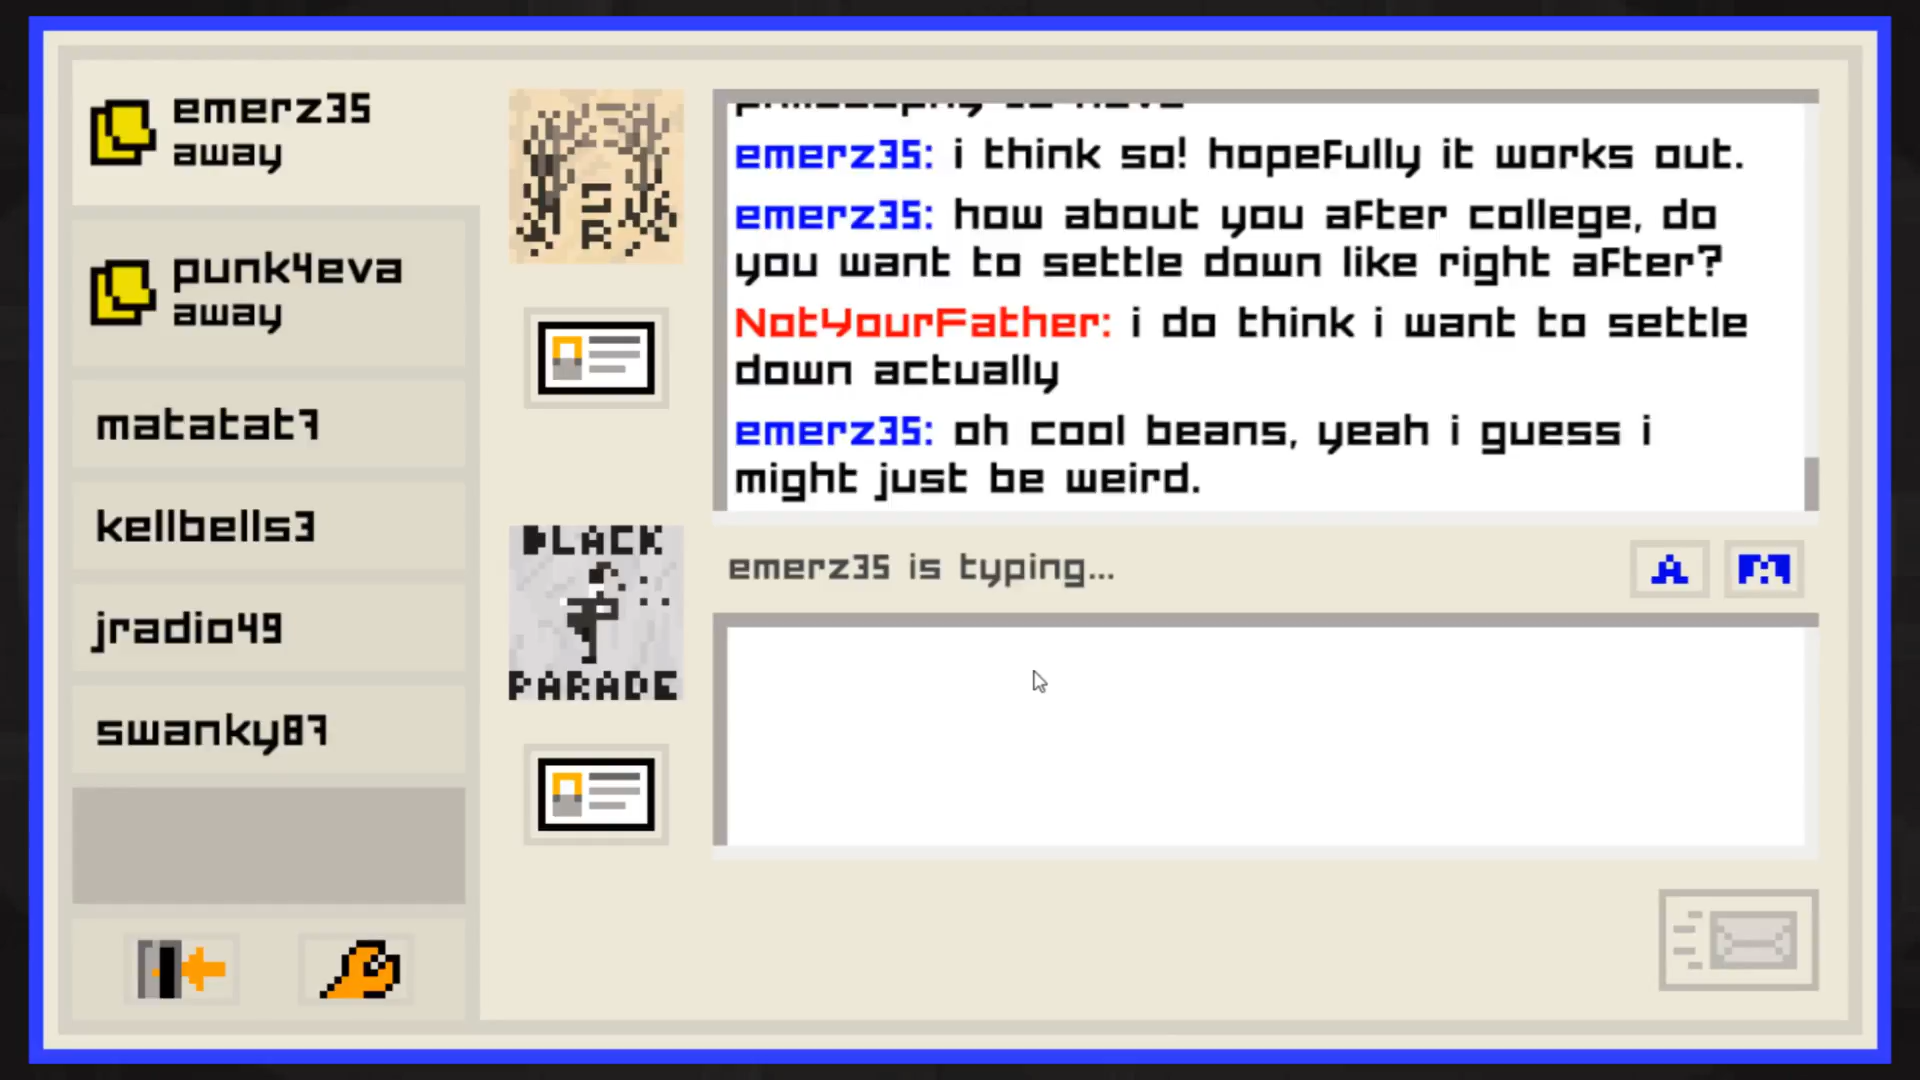 emerz35
away
punk4eva
away
matatat7
kellbells3
jradio49
swanky87
emerz35: i think so! hopefully it works out.
emerz35: how about you after college, do
you want to settle down like right after?
NotYourFather: i do think i want to settle
down actually
emerz35: oh cool beans, yeah i guess i
might just be weird.
emerz35 is typing...
A
BLACK
PARADE